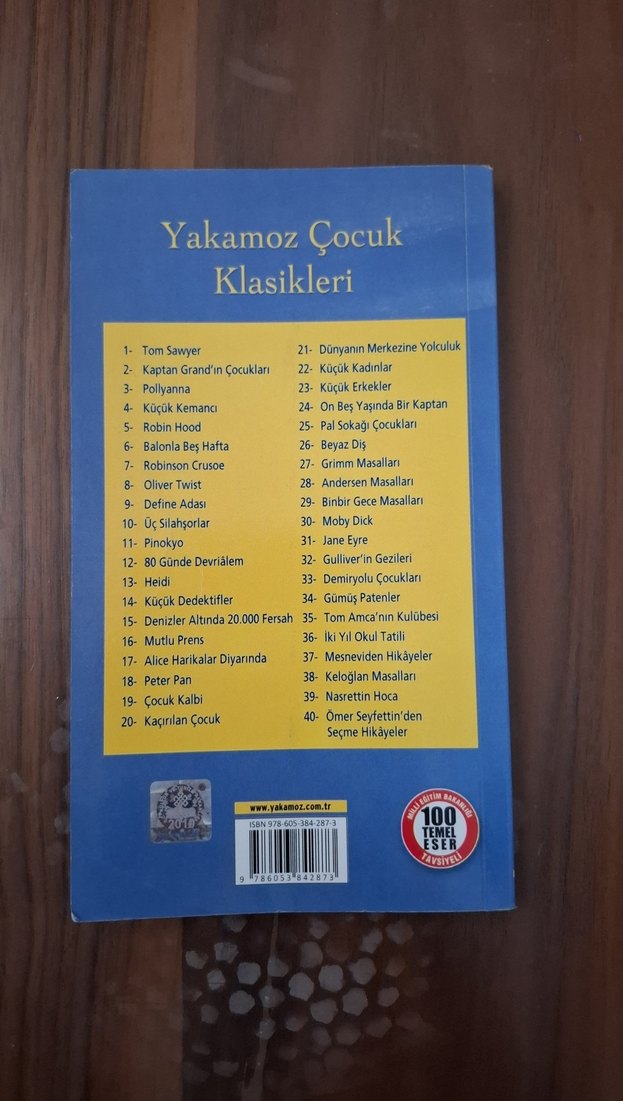 Yakamoz Çocuk
Klasikleri
1- Tom Sawyer
2- Kaptan Grand'ın Çocukları
3- Pollyanna
4- Küçük Kemancı
5- Robin Hood
6- Balonla Beş Hafta
7- Robinson Crusoe
8- Oliver Twist
9- Define Adası
10- Üç Silahşorlar
11- Pinokyo
12- 80 Günde Devriâlem
13- Heidi
14- Küçük Dedektifler
15- Denizler Altında 20.000 Fersah
16- Mutlu Prens
17- Alice Harikalar Diyarında
18- Peter Pan
19- Çocuk Kalbi
20- Kaçırılan Çocuk
21- Dünyanın Merkezine Yolculuk
22- Küçük Kadınlar
23- Küçük Erkekler
24- On Beş Yaşında Bir Kaptan
25- Pal Sokağı Çocukları
26- Beyaz Diş
27- Grimm Masalları
28- Andersen Masalları
29- Binbir Gece Masalları
30- Moby Dick
31- Jane Eyre
32- Gulliver'in Gezileri
33- Demiryolu Çocukları
34- Gümüş Patenler
35- Tom Amca'nın Kulübesi
36- İki Yıl Okul Tatili
37- Mesneviden Hikâyeler
38- Keloğlan Masalları
39- Nasrettin Hoca
40- Ömer Seyfettin'den
Seçme Hikâyeler
www.yakamoz.com.tr
ISBN 978-605-384-287-3
9 786053 842873
MİLLİ EĞİTİM BAKANLIĞI
100
TEMEL
ESER
TAVSİYELİ